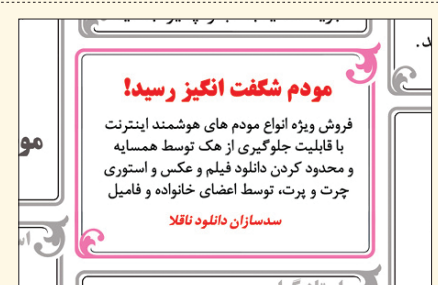 مودم شگفت انگیز رسید!
فروش ویژه انواع مودم های هوشمند اینترنت
با قابلیت جلوگیری از هک توسط همسایه
و محدود کردن دانلود فیلم و عکس و استوری
چرت و پرت، توسط اعضای خانواده و فامیل
سدسازان دانلود ناقلا
مو